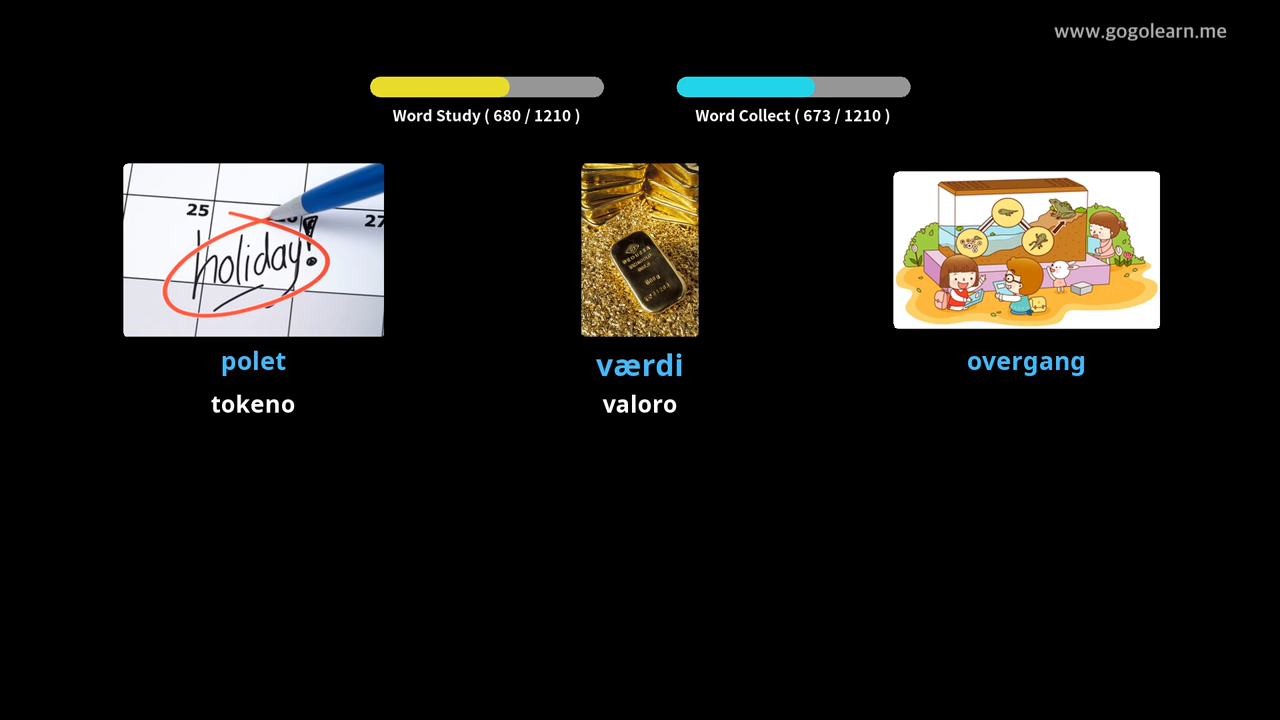 www.gogolearn.me
Word Study ( 680 / 1210 )
Word Collect ( 673 / 1210 )
25
27
holiday!
polet
værdi
overgang
tokeno
valoro